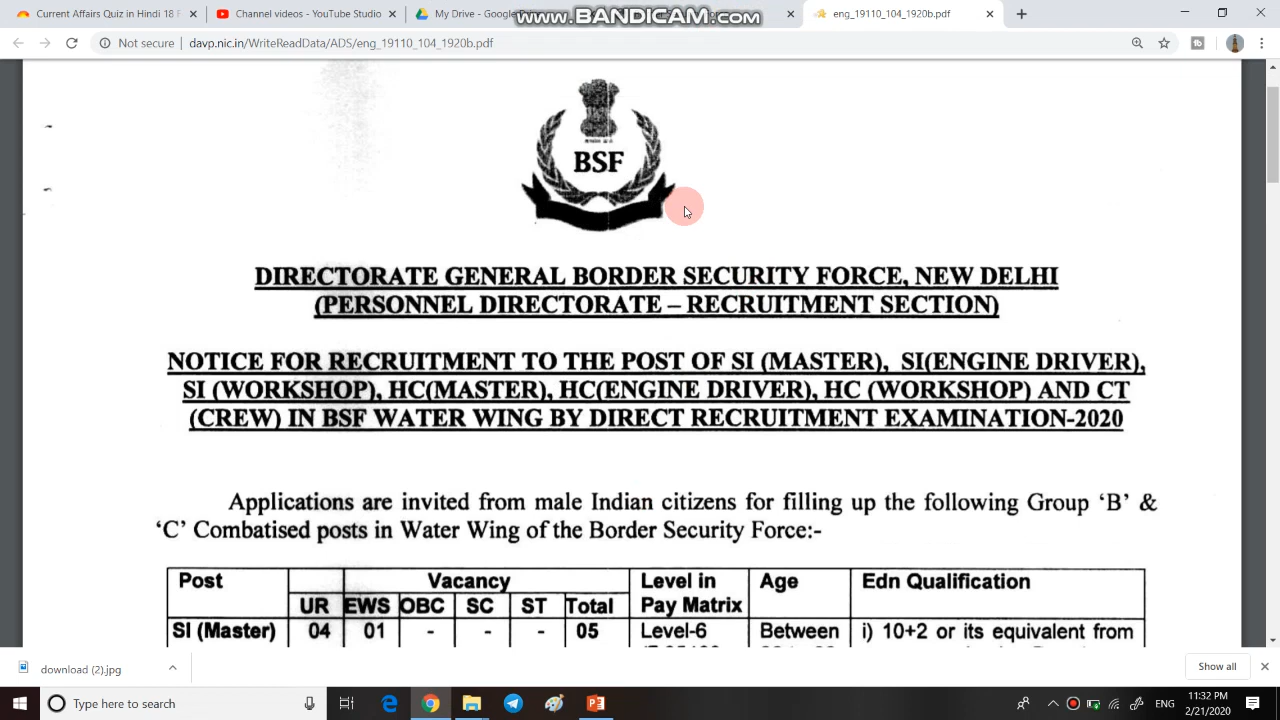 Current Affairs Quiz in Hindi 18 F
Channel videos - YouTube Studio
My Drive - Google
www.BANDICAM.com
eng_19110_104_1920b.pdf
Not secure
davp.nic.in/WriteReadData/ADS/eng_19110_104_1920b.pdf
BSF
DIRECTORATE GENERAL BORDER SECURITY FORCE, NEW DELHI
(PERSONNEL DIRECTORATE – RECRUITMENT SECTION)
NOTICE FOR RECRUITMENT TO THE POST OF SI (MASTER), SI(ENGINE DRIVER),
SI (WORKSHOP), HC(MASTER), HC(ENGINE DRIVER), HC (WORKSHOP) AND CT
(CREW) IN BSF WATER WING BY DIRECT RECRUITMENT EXAMINATION-2020
Applications are invited from male Indian citizens for filling up the following Group ‘B’ &
‘C’ Combatised posts in Water Wing of the Border Security Force:-
Post Vacancy Level in Age Edn Qualification
UR EWS OBC SC ST Total Pay Matrix
SI (Master) 04 01 - - - 05 Level-6 Between i) 10+2 or its equivalent from
download (2).jpg
Show all
Type here to search
ENG
11:32 PM
2/21/2020